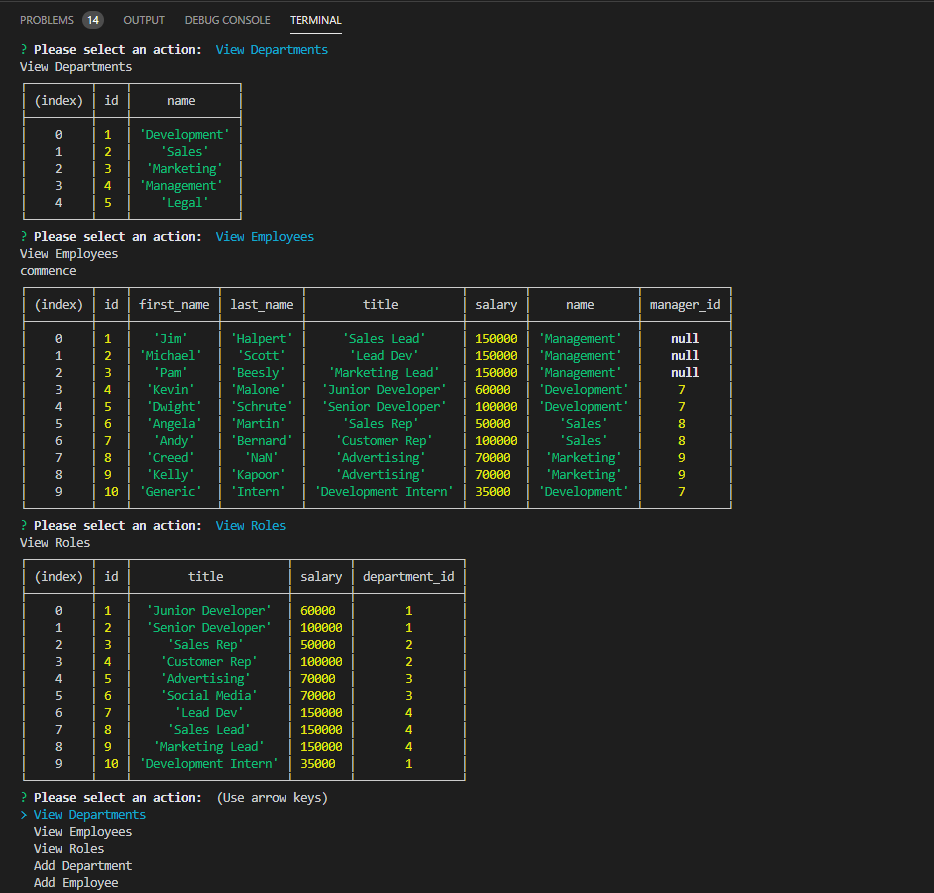 PROBLEMS 14 OUTPUT DEBUG CONSOLE TERMINAL
? Please select an action: View Departments
View Departments
(index) id name
0 1 'Development'
1 2 'Sales'
2 3 'Marketing'
3 4 'Management'
4 5 'Legal'
? Please select an action: View Employees
View Employees
commence
(index) id first_name last_name title salary name manager_id
0 1 'Jim' 'Halpert' 'Sales Lead' 150000 'Management' null
1 2 'Michael' 'Scott' 'Lead Dev' 150000 'Management' null
2 3 'Pam' 'Beesly' 'Marketing Lead' 150000 'Management' null
3 4 'Kevin' 'Malone' 'Junior Developer' 60000 'Development' 7
4 5 'Dwight' 'Schrute' 'Senior Developer' 100000 'Development' 7
5 6 'Angela' 'Martin' 'Sales Rep' 50000 'Sales' 8
6 7 'Andy' 'Bernard' 'Customer Rep' 100000 'Sales' 8
7 8 'Creed' 'NaN' 'Advertising' 70000 'Marketing' 9
8 9 'Kelly' 'Kapoor' 'Advertising' 70000 'Marketing 9
9 10 'Generic' 'Intern' 'Development Intern' 35000 'Development' 7
? Please select an action: View Roles
View Roles
(index) id title salary department_id
0 1 'Junior Developer' 60000 1
1 2 'Senior Developer' 100000 1
2 3 'Sales Rep' 50000 2
3 4 'Customer Rep' 100000 2
4 5 'Advertising' 70000 3
5 6 'Social Media' 70000 3
6 7 'Lead Dev' 150000 4
7 8 'Sales Lead' 150000 4
8 9 'Marketing Lead' 150000 4
9 10 'Development Intern' 35000 1
? Please select an action: (Use arrow keys)
> View Departments
View Employees
View Roles
Add Department
Add Employee